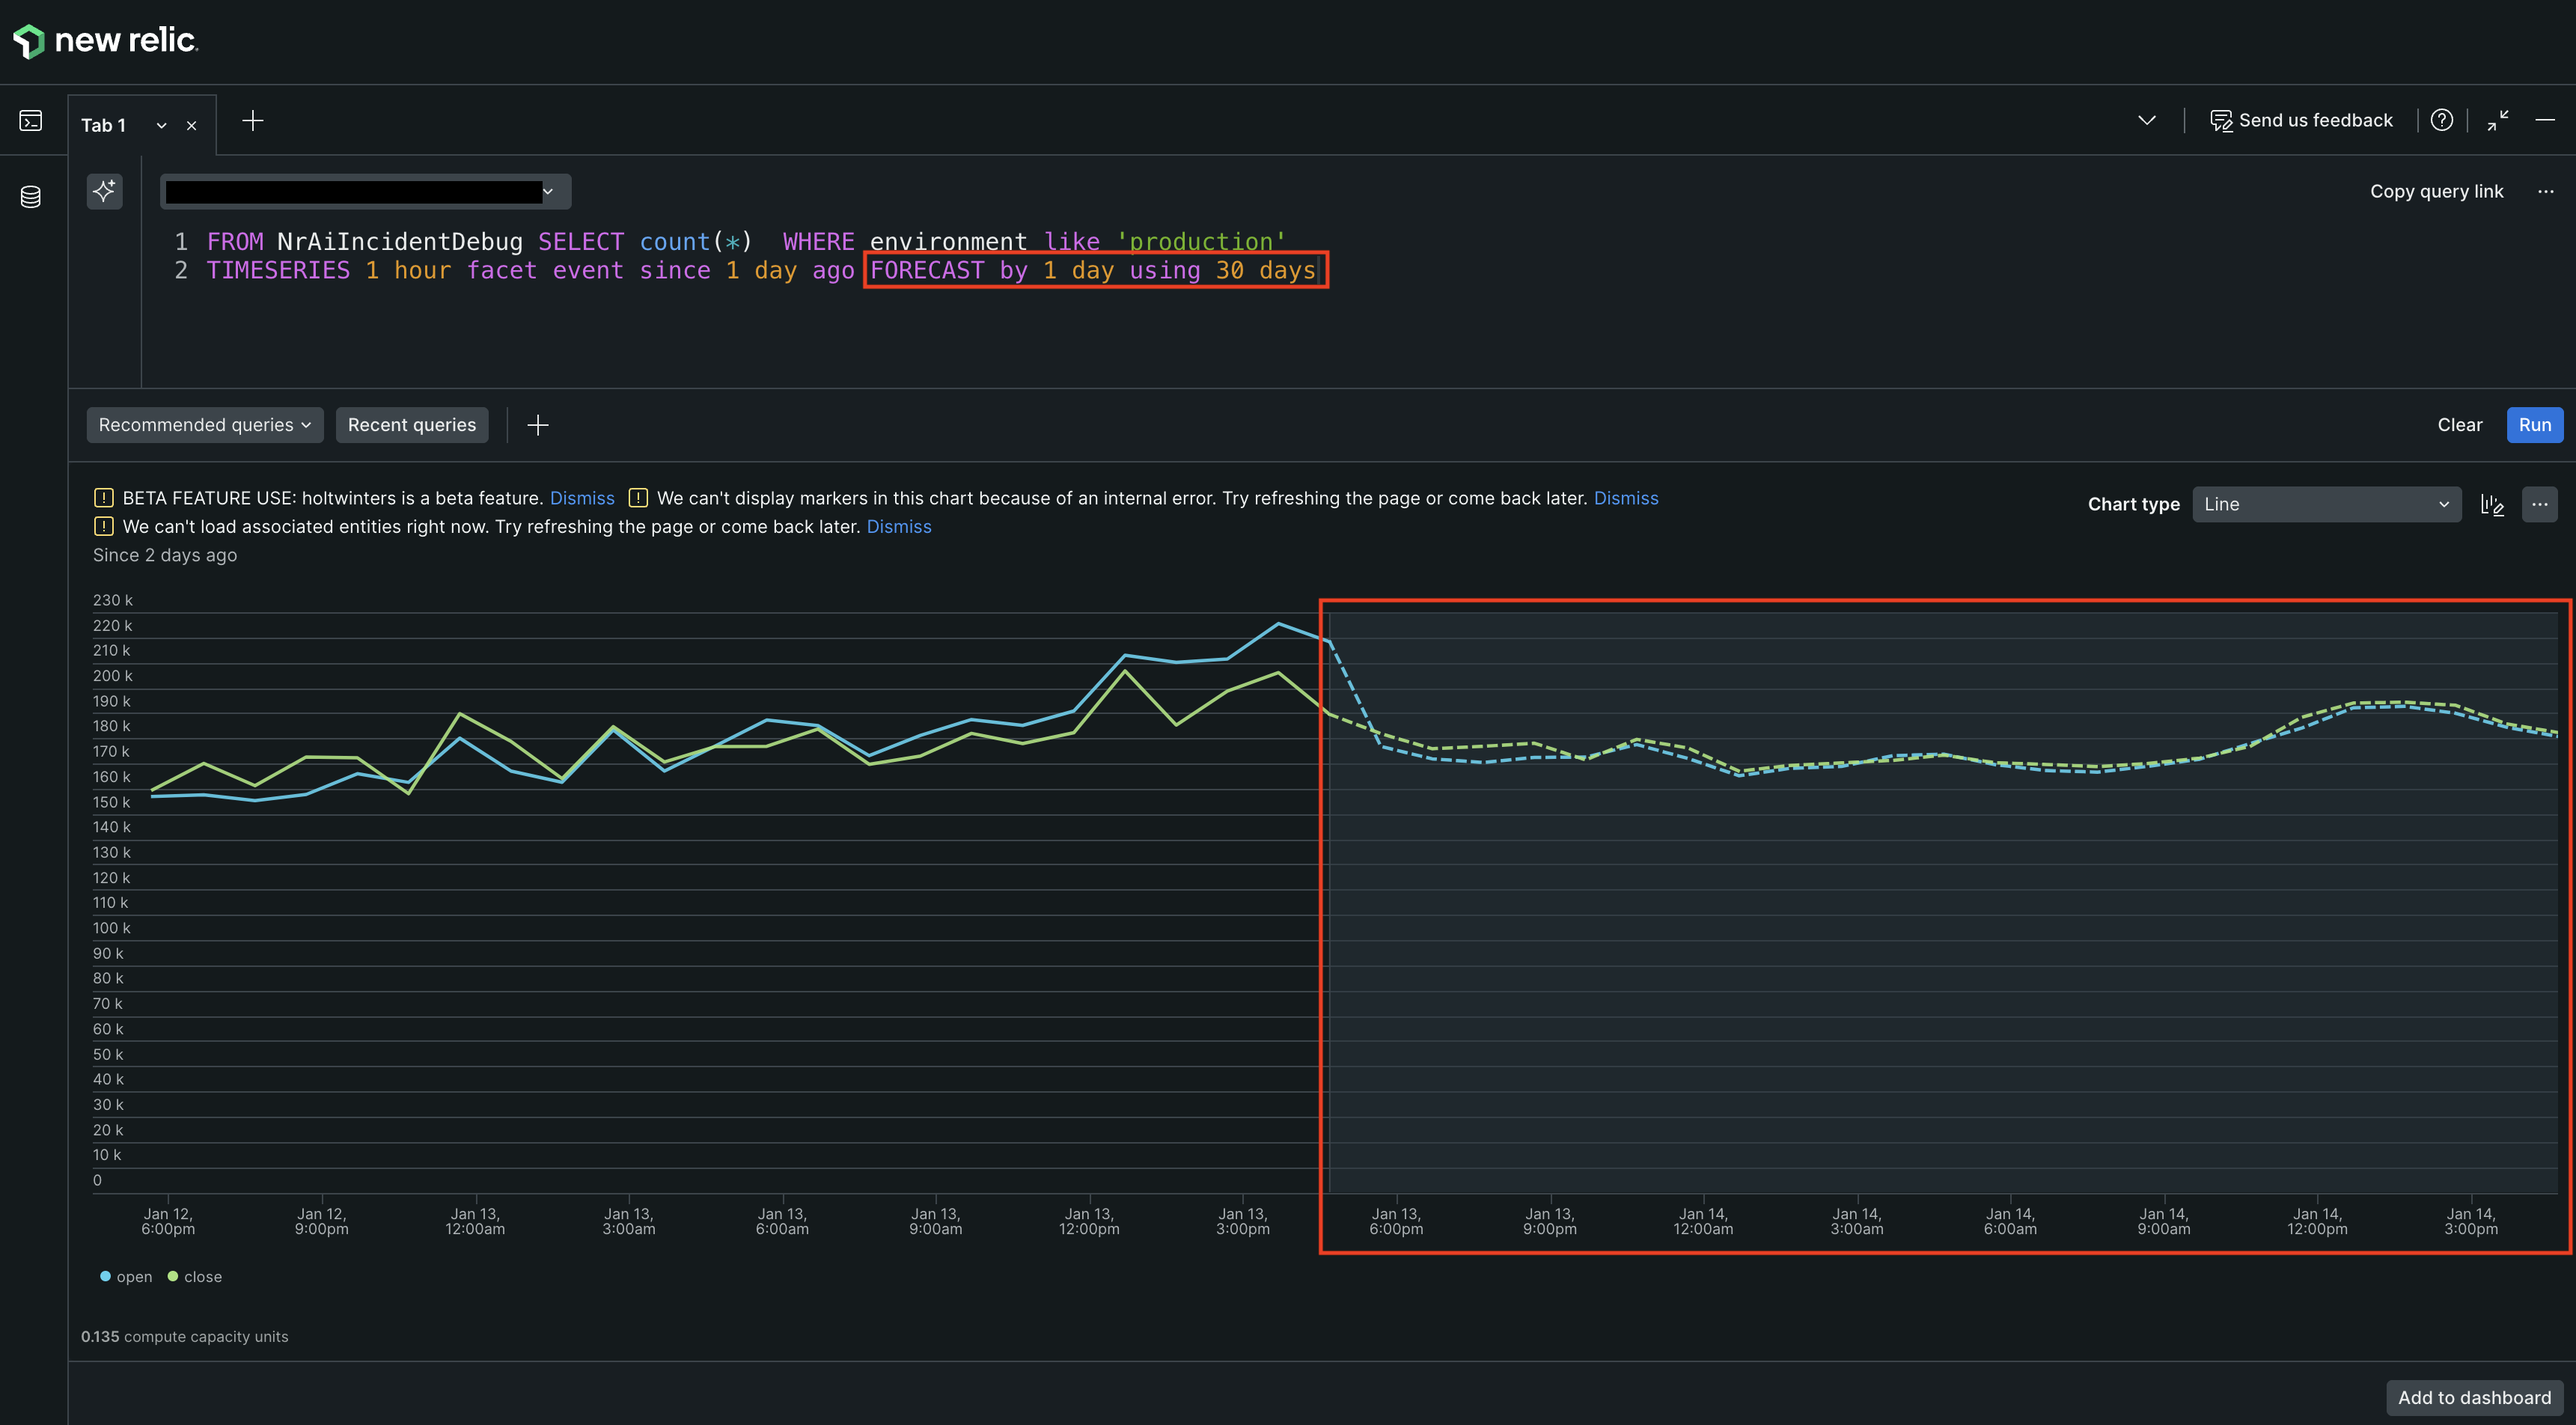 new relic
Tab 1
Send us feedback
Copy query link
1 FROM NrAiIncidentDebug SELECT count(*)  WHERE environment like 'production'
2 TIMESERIES 1 hour facet event since 1 day ago FORECAST by 1 day using 30 days
Recommended queries
Recent queries
Clear
Run
BETA FEATURE USE: holtwinters is a beta feature. Dismiss We can't display markers in this chart because of an internal error. Try refreshing the page or come back later. Dismiss
We can't load associated entities right now. Try refreshing the page or come back later. Dismiss
Chart type Line
Since 2 days ago
230 k
220 k
210 k
200 k
190 k
180 k
170 k
160 k
150 k
140 k
130 k
120 k
110 k
100 k
90 k
80 k
70 k
60 k
50 k
40 k
30 k
20 k
10 k
0
Jan 12,
6:00pm
Jan 12,
9:00pm
Jan 13,
12:00am
Jan 13,
3:00am
Jan 13,
6:00am
Jan 13,
9:00am
Jan 13,
12:00pm
Jan 13,
3:00pm
Jan 13,
6:00pm
Jan 13,
9:00pm
Jan 14,
12:00am
Jan 14,
3:00am
Jan 14,
6:00am
Jan 14,
9:00am
Jan 14,
12:00pm
Jan 14,
3:00pm
open close
0.135 compute capacity units
Add to dashboard